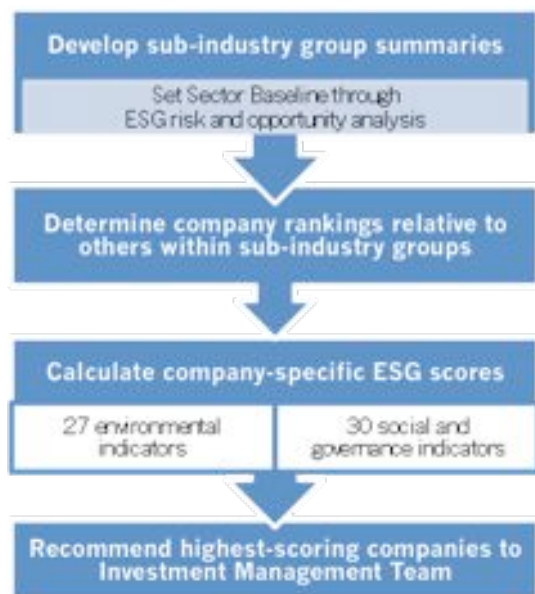 Develop sub-industry group summaries
Set Sector Baseline through
ESG risk and opportunity analysis
Determine company rankings relative to
others within sub-industry groups
Calculate company-specific ESG scores
27 environmental
indicators
30 social and
governance indicators
Recommend highest-scoring companies to
Investment Management Team